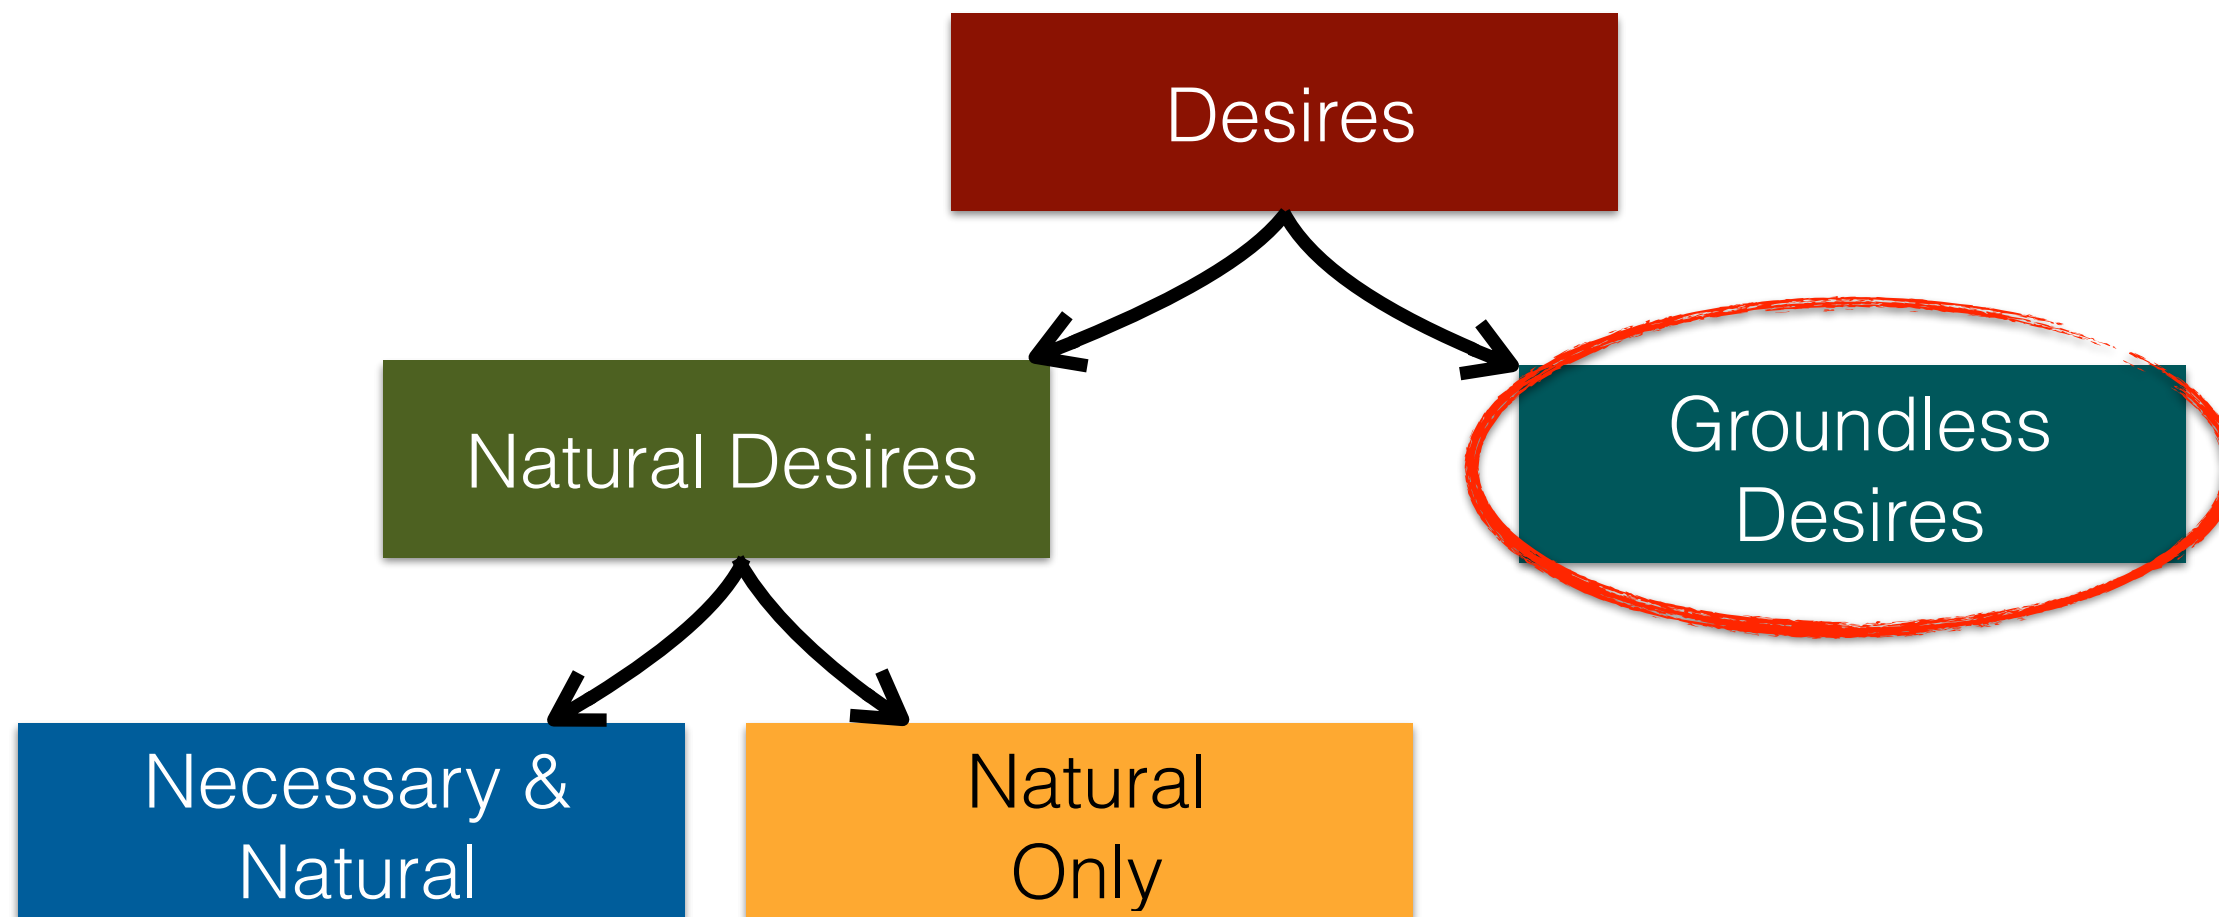 Desires
Natural Desires
Groundless
Desires
Necessary &
Natural
Natural
Only